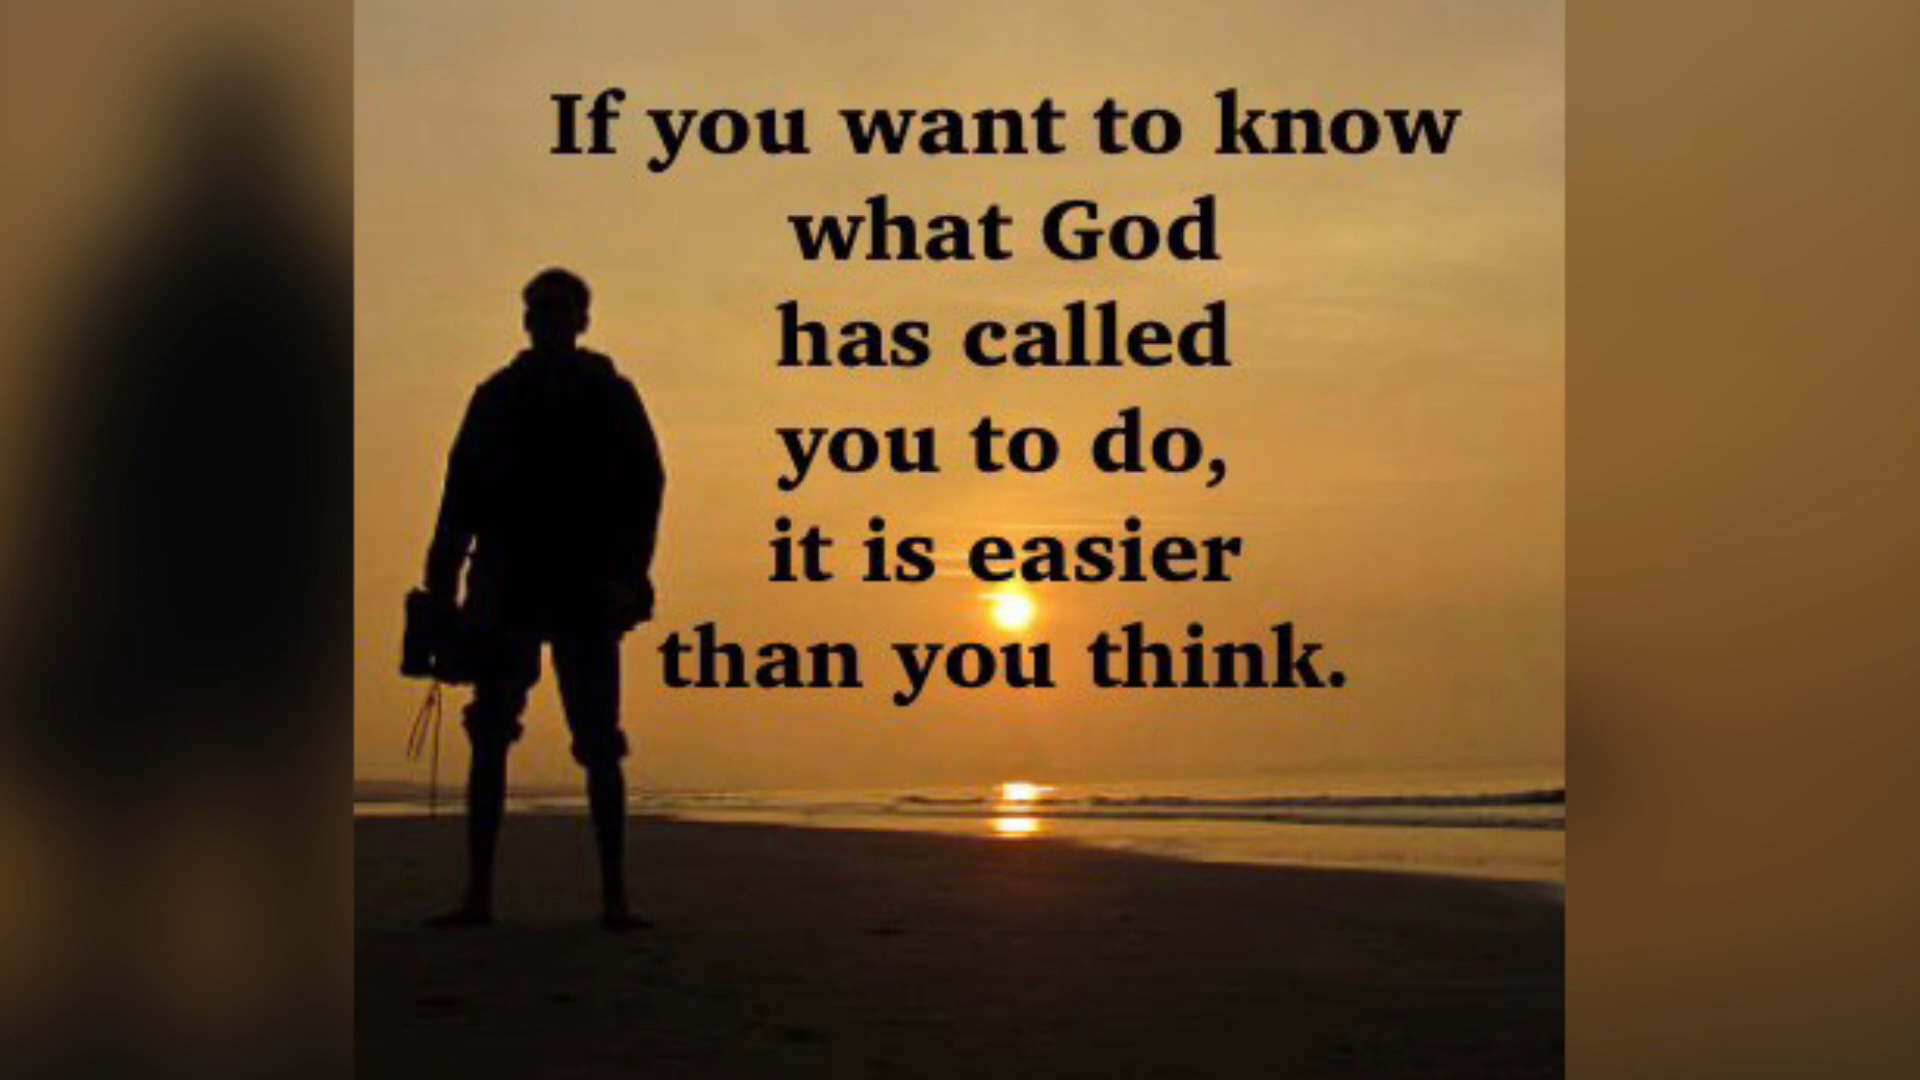 If you want to know
what God
has called
you to do,
it is easier
than you think.